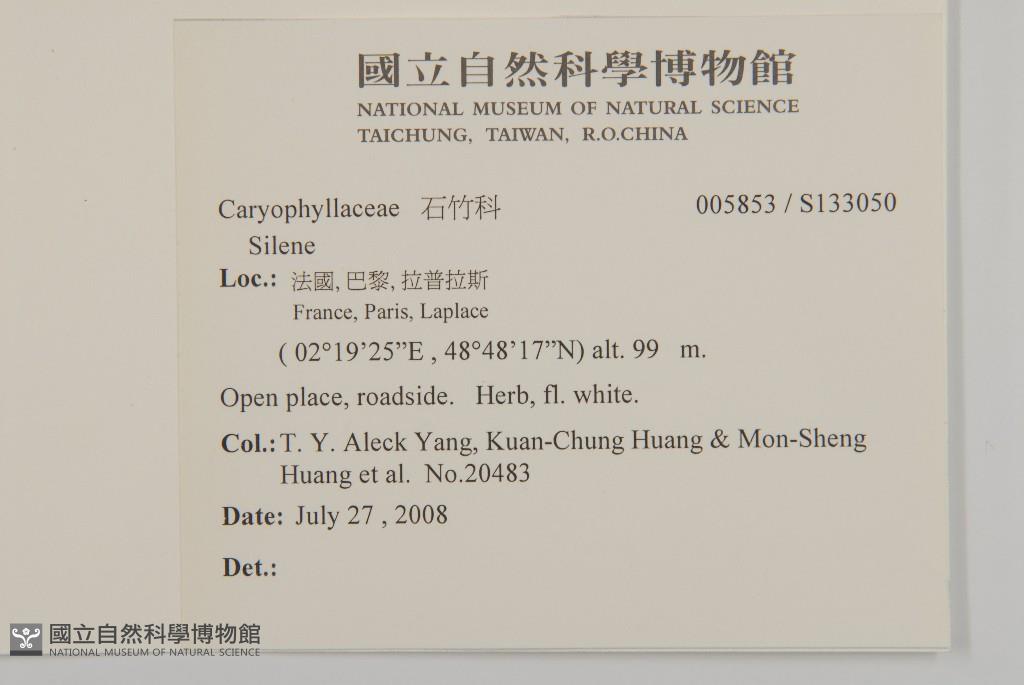 國立自然科學博物館
NATIONAL MUSEUM OF NATURAL SCIENCE
TAICHUNG, TAIWAN, R.O.CHINA
Caryophyllaceae 石竹科 005853 / S133050
Silene
Loc.: 法國, 巴黎, 拉普拉斯
France, Paris, Laplace
( 02°19’25”E , 48°48’17”N) alt. 99 m.
Open place, roadside. Herb, fl. white.
Col.: T. Y. Aleck Yang, Kuan-Chung Huang & Mon-Sheng
Huang et al. No.20483
Date: July 27 , 2008
Det.:
國立自然科學博物館
NATIONAL MUSEUM OF NATURAL SCIENCE